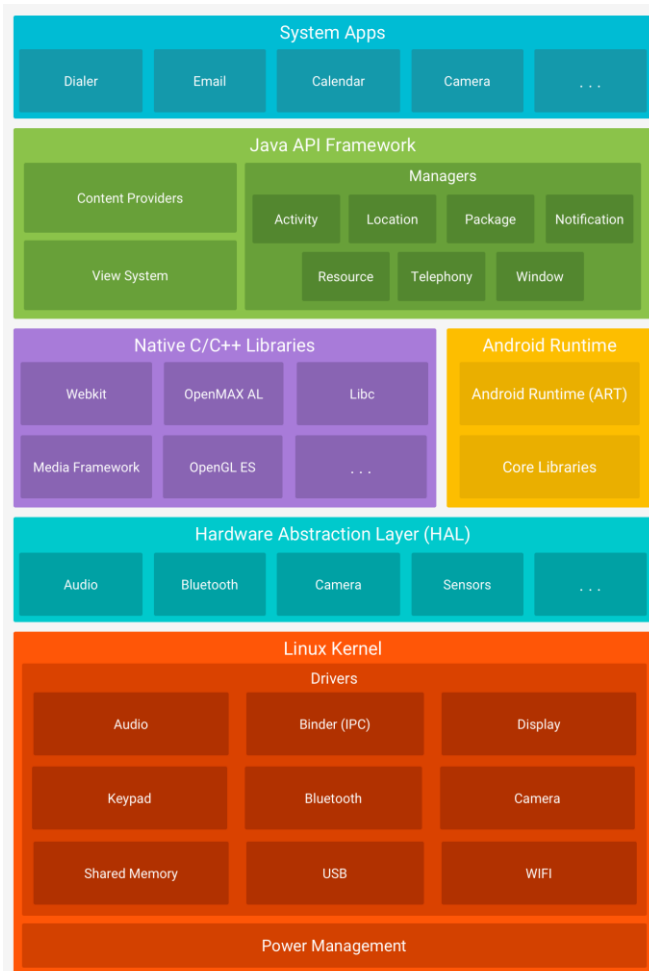 System Apps
Dialer
Email
Calendar
Camera
. . .
Java API Framework
Content Providers
View System
Managers
Activity
Location
Package
Notification
Resource
Telephony
Window
Native C/C++ Libraries
Webkit
OpenMAX AL
Libc
Media Framework
OpenGL ES
. . .
Android Runtime
Android Runtime (ART)
Core Libraries
Hardware Abstraction Layer (HAL)
Audio
Bluetooth
Camera
Sensors
. . .
Linux Kernel
Drivers
Audio
Binder (IPC)
Display
Keypad
Bluetooth
Camera
Shared Memory
USB
WIFI
Power Management